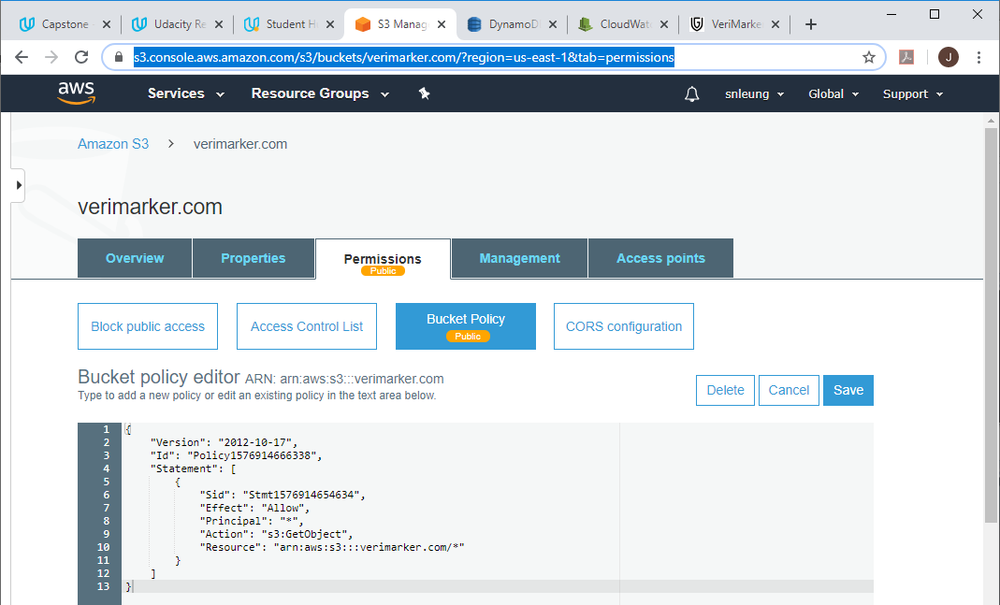 Capstone
Udacity Re
Student H
S3 Manag
DynamoD
CloudWat
VeriMarker
s3.console.aws.amazon.com/s3/buckets/verimarker.com/?region=us-east-1&tab=permissions
J
aws
Services
Resource Groups
snleung
Global
Support
Amazon S3
verimarker.com
verimarker.com
Overview
Properties
Permissions
Public
Management
Access points
Block public access
Access Control List
Bucket Policy
Public
CORS configuration
Bucket policy editor ARN: arn:aws:s3:::verimarker.com
Type to add a new policy or edit an existing policy in the text area below.
Delete
Cancel
Save
1 {
2 "Version": "2012-10-17",
3 "Id": "Policy1576914666338",
4 "Statement": [
5 {
6 "Sid": "Stmt1576914654634",
7 "Effect": "Allow",
8 "Principal": "*",
9 "Action": "s3:GetObject",
10 "Resource": "arn:aws:s3:::verimarker.com/*"
11 }
12 ]
13 }